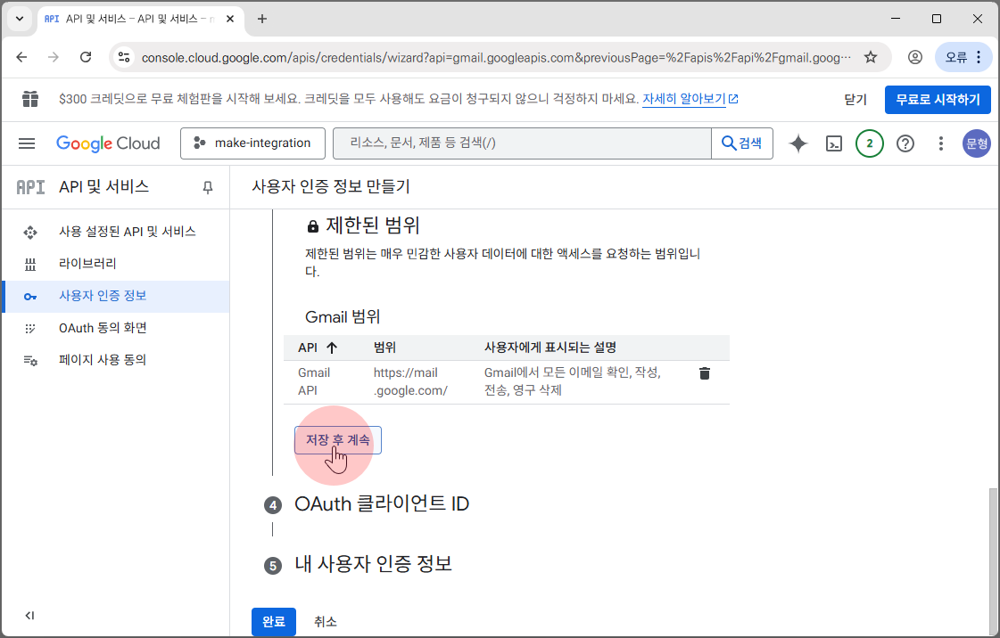 API API 및 서비스 – API 및 서비스 –
console.cloud.google.com/apis/credentials/wizard?api=gmail.googleapis.com&previousPage=%2Fapis%2Fapi%2Fgmail.goog···
오류
$300 크레딧으로 무료 체험판을 시작해 보세요. 크레딧을 모두 사용해도 요금이 청구되지 않으니 걱정하지 마세요. 자세히 알아보기
닫기
무료로 시작하기
Google Cloud
make-integration
리소스, 문서, 제품 등 검색(/)
검색
2
문형
API API 및 서비스
사용자 인증 정보 만들기
사용 설정된 API 및 서비스
라이브러리
사용자 인증 정보
OAuth 동의 화면
페이지 사용 동의
제한된 범위
제한된 범위는 매우 민감한 사용자 데이터에 대한 액세스를 요청하는 범위입니
다.
Gmail 범위
API 범위 사용자에게 표시되는 설명
Gmail https://mail Gmail에서 모든 이메일 확인, 작성,
API .google.com/ 전송, 영구 삭제
저장 후 계속
4 OAuth 클라이언트 ID
5 내 사용자 인증 정보
완료 취소